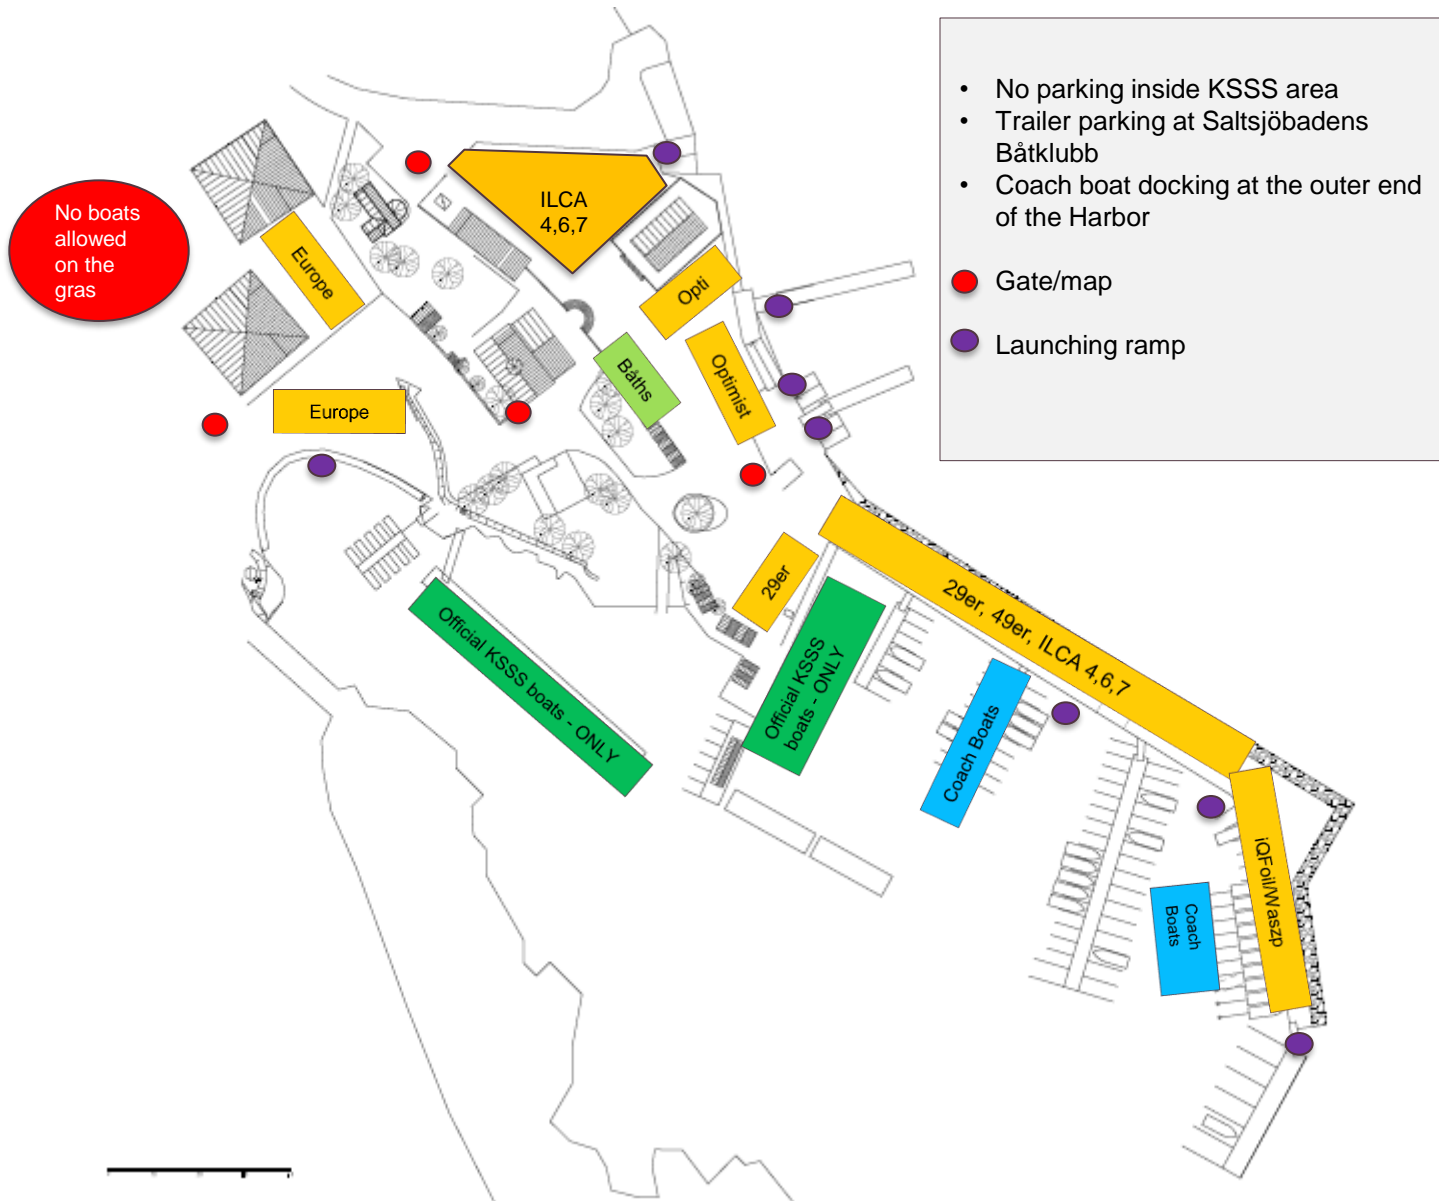 • No parking inside KSSS area
• Trailer parking at Saltsjöbadens
Båtklubb
• Coach boat docking at the outer end
of the Harbor
Gate/map
Launching ramp
No boats
allowed
on the
gras
ILCA
4,6,7
Europe
Opti
Optimist
Båths
Europe
29er
29er, 49er, ILCA 4,6,7
Official KSSS boats - ONLY
Official KSSS
boats - ONLY
Coach Boats
iQFoil/Waszp
Coach
Boats